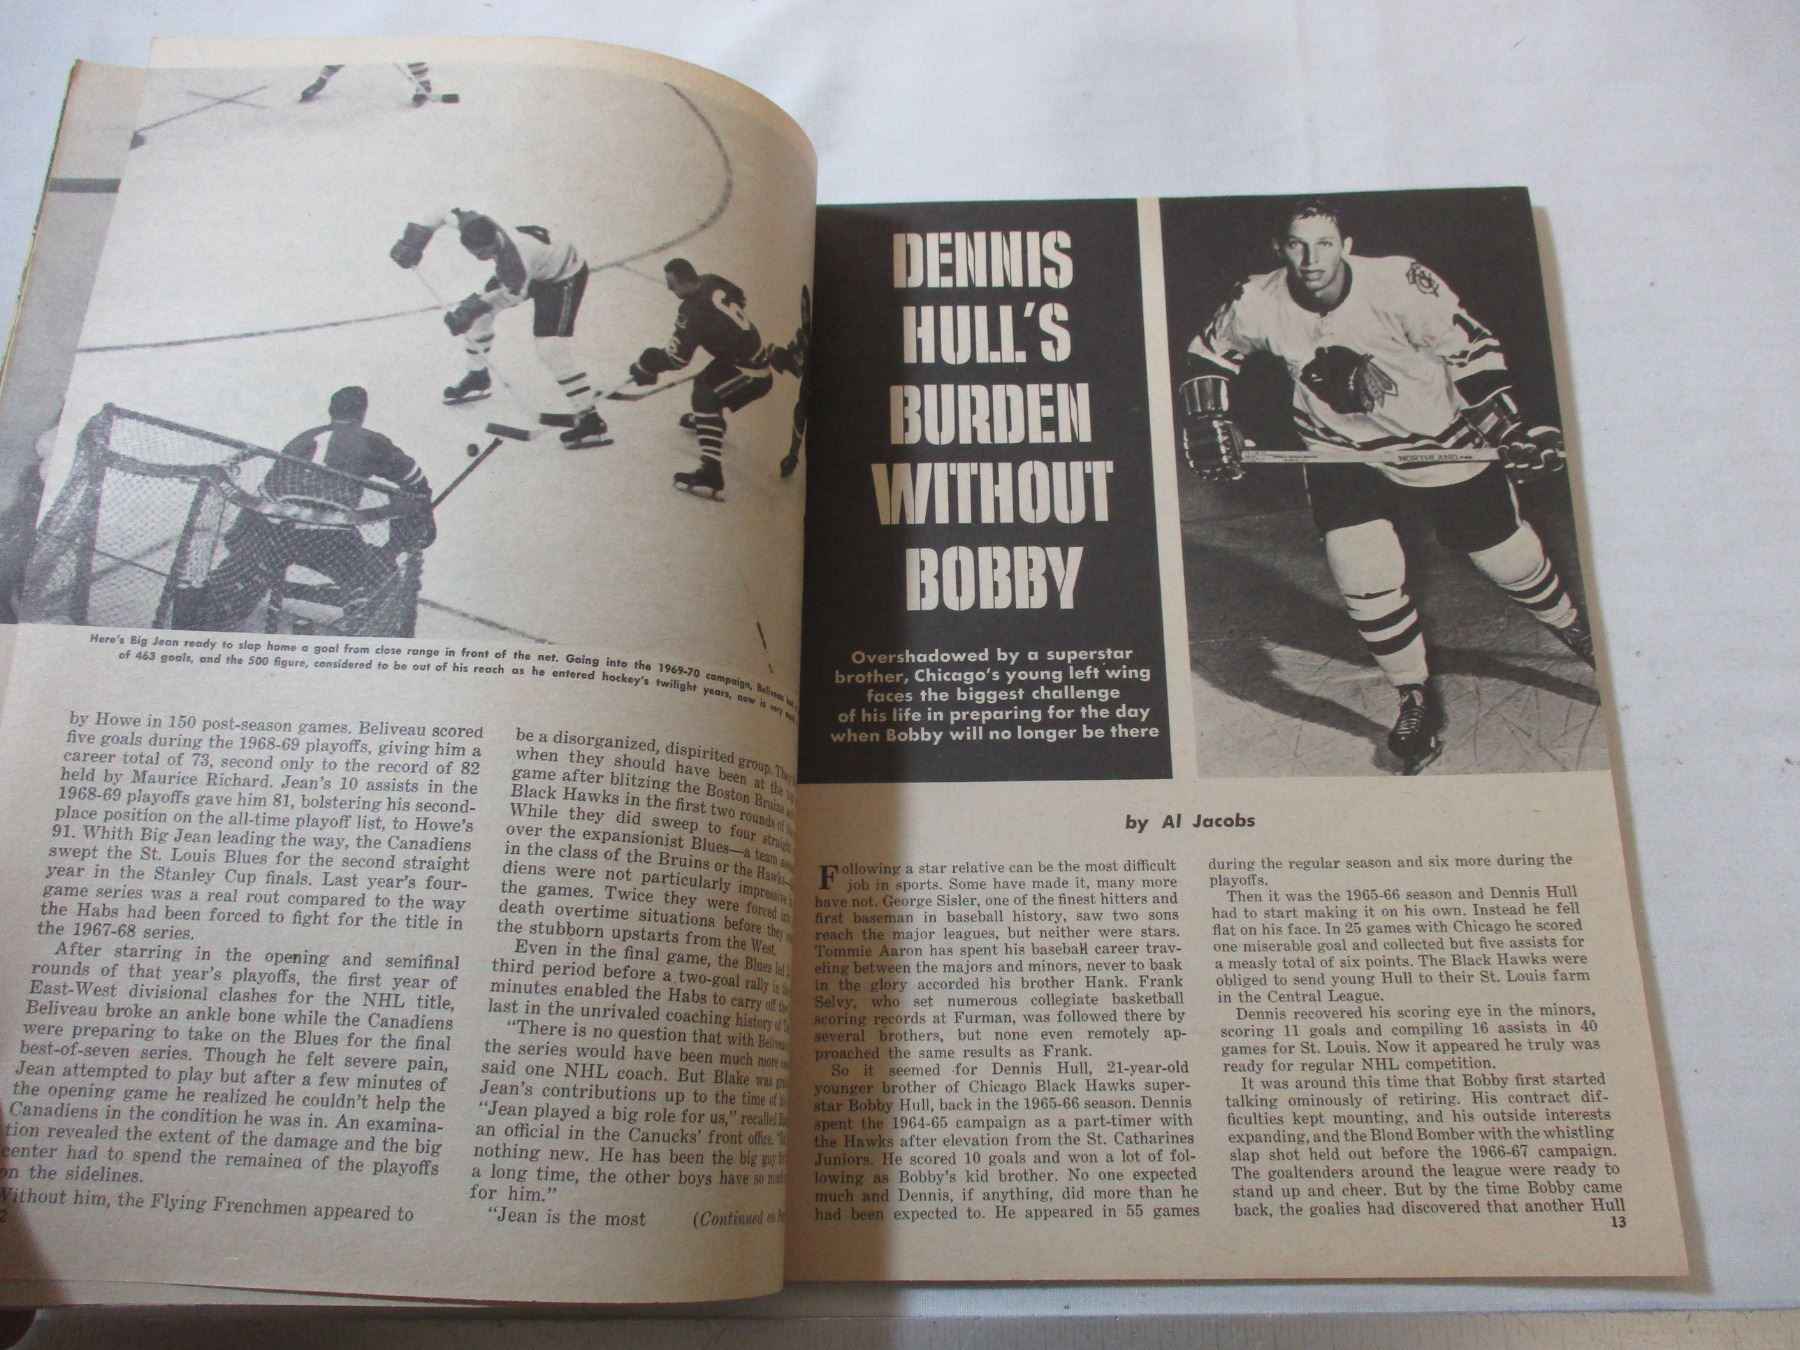 Here's Big Jean ready to slap home a goal from close range in front of the net. Going into the 1969-70 campaign, Beliveau had
of 463 goals, and the 500 figure, considered to be out of his reach as he entered hockey's twilight years, now is very much
by Howe in 150 post-season games. Beliveau scored
five goals during the 1968-69 playoffs, giving him a
career total of 73, second only to the record of 82
held by Maurice Richard. Jean's 10 assists in the
1968-69 playoffs gave him 81, bolstering his second-
place position on the all-time playoff list, to Howe's
91. Whith Big Jean leading the way, the Canadiens
swept the St. Louis Blues for the second straight
year in the Stanley Cup finals. Last year's four-
game series was a real rout compared to the way
the Habs had been forced to fight for the title in
the 1967-68 series.
After starring in the opening and semifinal
rounds of that year's playoffs, the first year of
East-West divisional clashes for the NHL title,
Beliveau broke an ankle bone while the Canadiens
were preparing to take on the Blues for the final
best-of-seven series. Though he felt severe pain,
Jean attempted to play but after a few minutes of
the opening game he realized he couldn't help the
Canadiens in the condition he was in. An examina-
tion revealed the extent of the damage and the big
center had to spend the remained of the playoffs
on the sidelines.
Without him, the Flying Frenchmen appeared to
2
be a disorganized, dispirited group. They
when they should have been at the top
game after blitzing the Boston Bruins
Black Hawks in the first two rounds of
While they did sweep to four straight
over the expansionist Blues—a team
in the class of the Bruins or the Hawks—
diens were not particularly impressive
the games. Twice they were forced into
death overtime situations before they
the stubborn upstarts from the West.
Even in the final game, the Blues led
third period before a two-goal rally in
minutes enabled the Habs to carry off the
last in the unrivaled coaching history of
"There is no question that with Beliveau
the series would have been much more
said one NHL coach. But Blake was
Jean's contributions up to the time of
"Jean played a big role for us," recalled
an official in the Canucks' front office.
nothing new. He has been the big guy
a long time, the other boys have so much
for him."
"Jean is the most (Continued on
DENNIS
HULL'S
BURDEN
WITHOUT
BOBBY
Overshadowed by a superstar
brother, Chicago's young left wing
faces the biggest challenge
of his life in preparing for the day
when Bobby will no longer be there
NORTHLAND
by Al Jacobs
Following a star relative can be the most difficult
job in sports. Some have made it, many more
have not. George Sisler, one of the finest hitters and
first baseman in baseball history, saw two sons
reach the major leagues, but neither were stars.
Tommie Aaron has spent his baseball career trav-
eling between the majors and minors, never to bask
in the glory accorded his brother Hank. Frank
Selvy, who set numerous collegiate basketball
scoring records at Furman, was followed there by
several brothers, but none even remotely ap-
proached the same results as Frank.
So it seemed for Dennis Hull, 21-year-old
younger brother of Chicago Black Hawks super-
star Bobby Hull, back in the 1965-66 season. Dennis
spent the 1964-65 campaign as a part-timer with
the Hawks after elevation from the St. Catharines
Juniors. He scored 10 goals and won a lot of fol-
lowing as Bobby's kid brother. No one expected
much and Dennis, if anything, did more than he
had been expected to. He appeared in 55 games
during the regular season and six more during the
playoffs.
Then it was the 1965-66 season and Dennis Hull
had to start making it on his own. Instead he fell
flat on his face. In 25 games with Chicago he scored
one miserable goal and collected but five assists for
a measly total of six points. The Black Hawks were
obliged to send young Hull to their St. Louis farm
in the Central League.
Dennis recovered his scoring eye in the minors,
scoring 11 goals and compiling 16 assists in 40
games for St. Louis. Now it appeared he truly was
ready for regular NHL competition.
It was around this time that Bobby first started
talking ominously of retiring. His contract dif-
ficulties kept mounting, and his outside interests
expanding, and the Blond Bomber with the whistling
slap shot held out before the 1966-67 campaign.
The goaltenders around the league were ready to
stand up and cheer. But by the time Bobby came
back, the goalies had discovered that another Hull
13